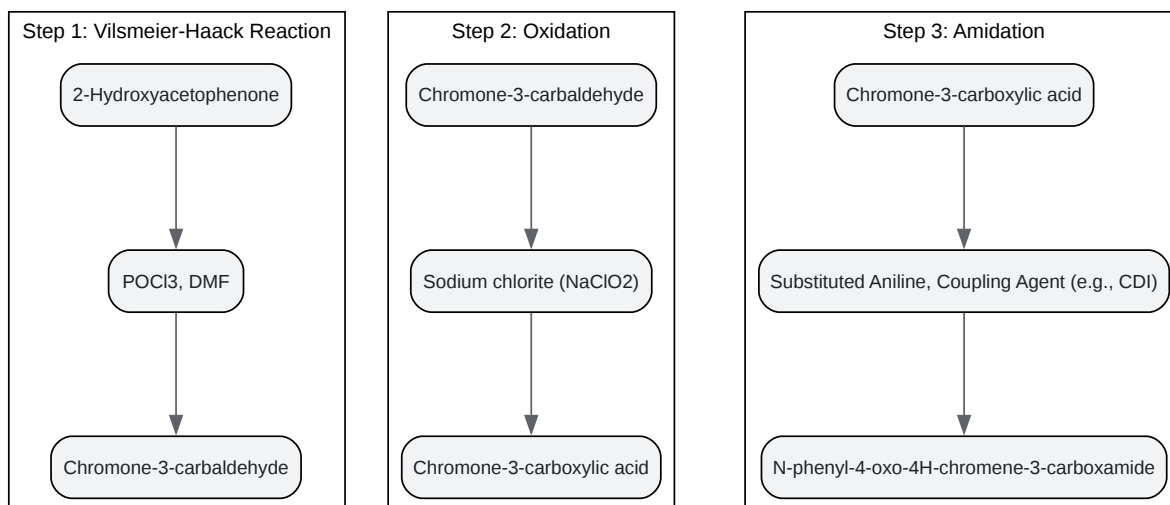 Step 1: Vilsmeier-Haack Reaction
2-Hydroxyacetophenone
POCl3, DMF
Chromone-3-carbaldehyde
Step 2: Oxidation
Chromone-3-carbaldehyde
Sodium chlorite (NaClO2)
Chromone-3-carboxylic acid
Step 3: Amidation
Chromone-3-carboxylic acid
Substituted Aniline, Coupling Agent (e.g., CDI)
N-phenyl-4-oxo-4H-chromene-3-carboxamide